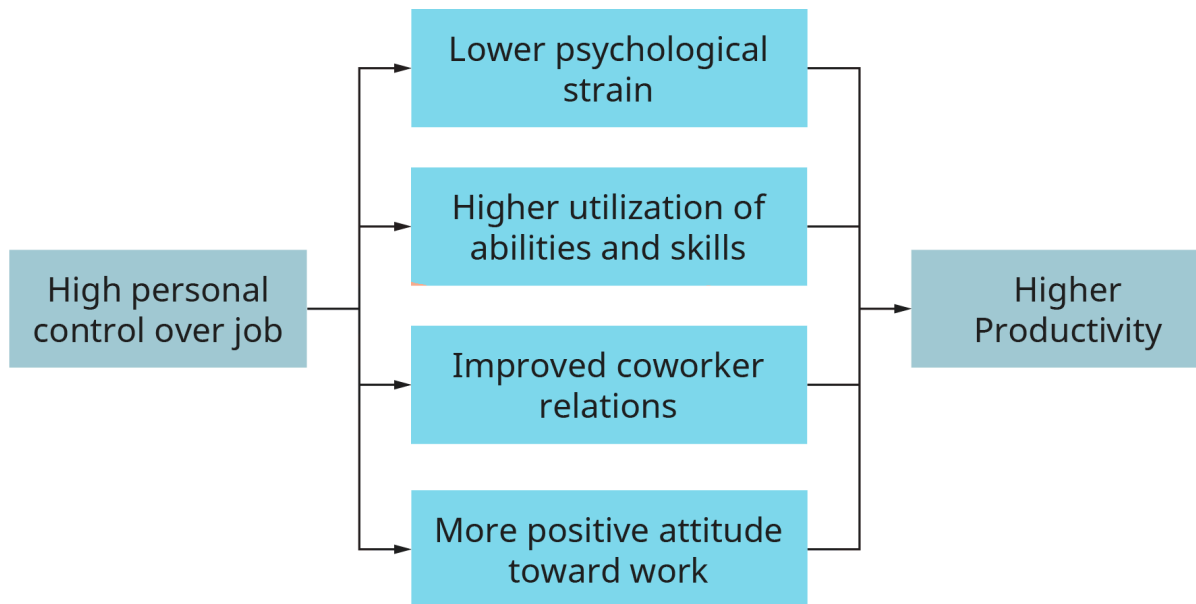 High personal
control over job
Lower psychological
strain
Higher utilization of
abilities and skills
Improved coworker
relations
More positive attitude
toward work
Higher
Productivity